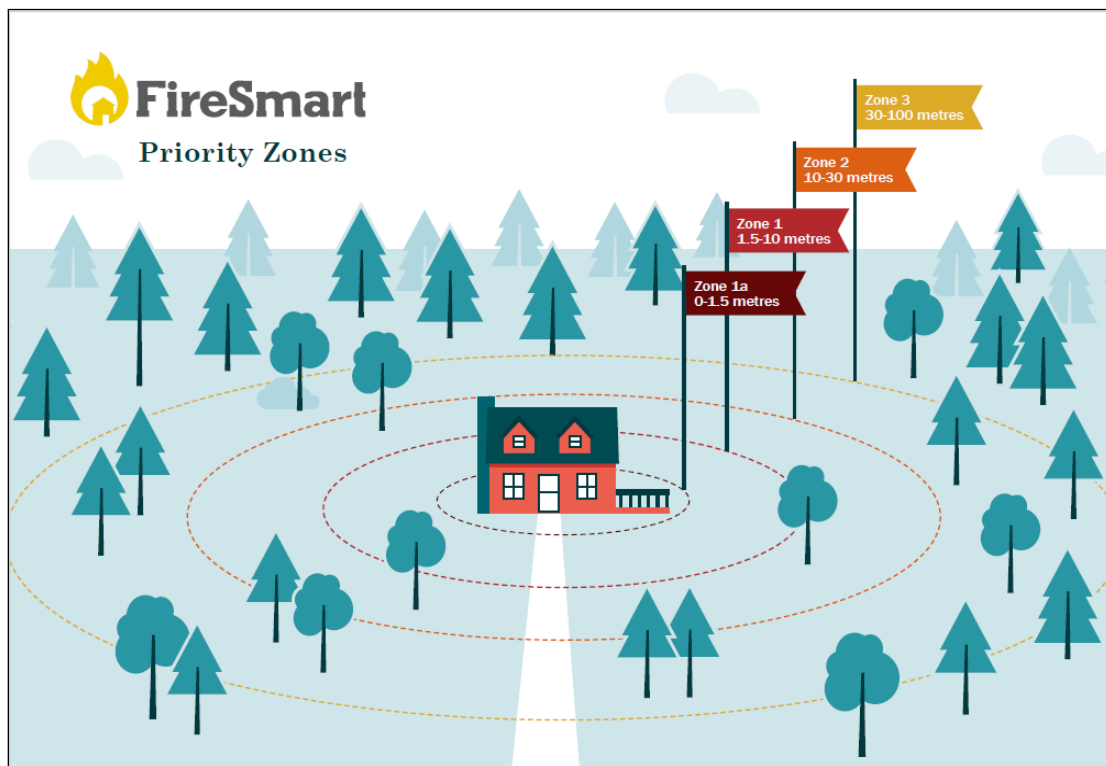 FireSmart
Priority Zones
Zone 3
30-100 metres
Zone 2
10-30 metres
Zone 1
1.5-10 metres
Zone 1a
0-1.5 metres